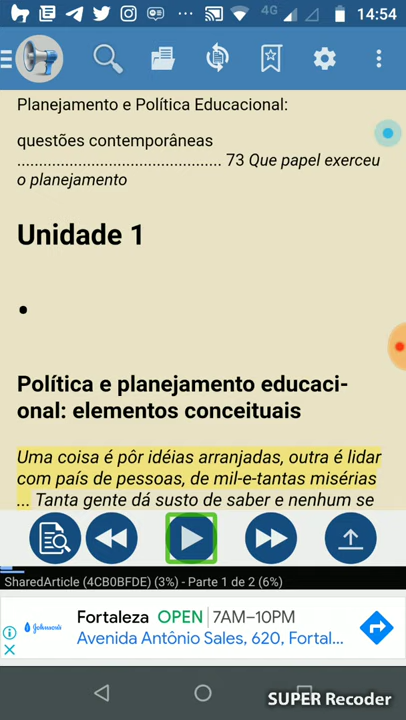 14:54
4G
Planejamento e Política Educacional:
questões contemporâneas
.............................................. 73 Que papel exerceu
o planejamento
Unidade 1
•
Política e planejamento educaci-
onal: elementos conceituais
Uma coisa é pôr idéias arranjadas, outra é lidar
com país de pessoas, de mil-e-tantas misérias
... Tanta gente dá susto de saber e nenhum se
SharedArticle (4CB0BFDE) (3%) - Parte 1 de 2 (6%)
Johnson's
Fortaleza OPEN 7AM–10PM
Avenida Antônio Sales, 620, Fortal...
SUPER Recoder